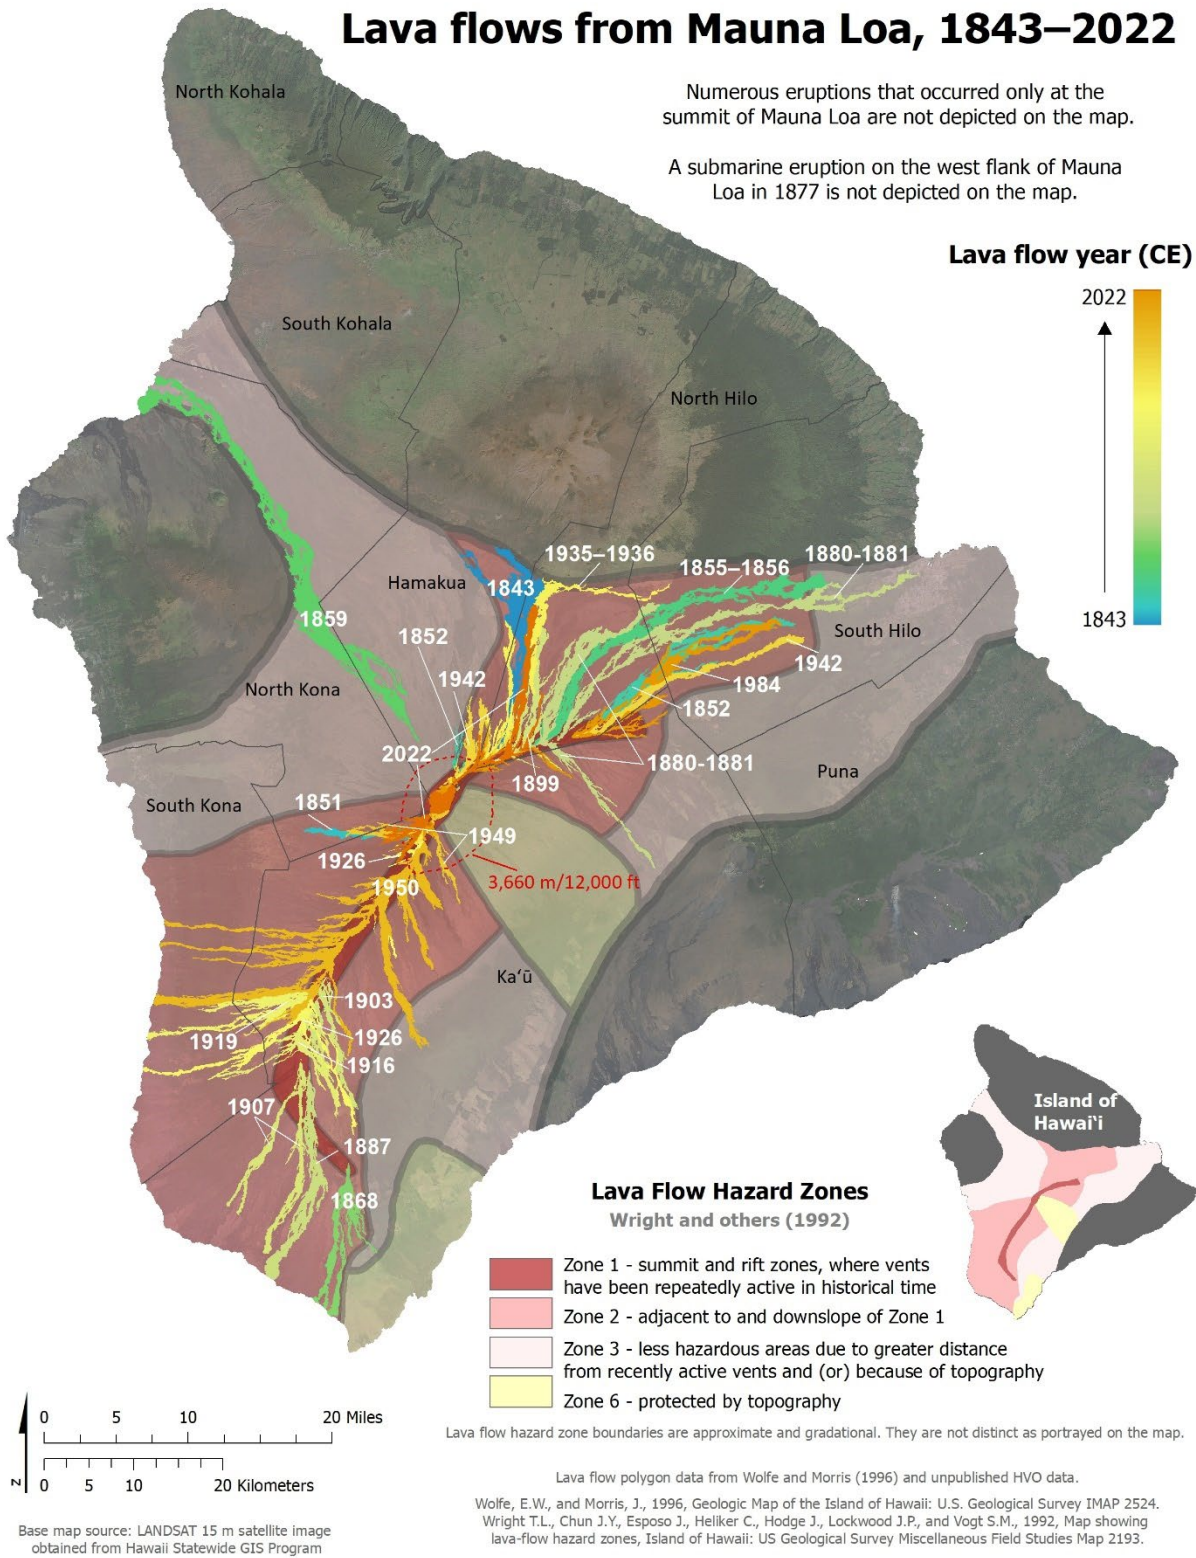 Lava flows from Mauna Loa, 1843–2022
Numerous eruptions that occurred only at the
summit of Mauna Loa are not depicted on the map.
A submarine eruption on the west flank of Mauna
Loa in 1877 is not depicted on the map.
Lava flow year (CE)
2022
1843
North Kohala
South Kohala
North Hilo
Hamakua
1843
1935–1936
1855–1856
1880-1881
1859
1852
South Hilo
1942
North Kona
1942
1984
1852
2022
1880-1881
1899
Puna
South Kona
1851
1949
1926
3,660 m/12,000 ft
1950
Kaʻū
1903
1919
1926
1916
1907
1887
1868
Island of
Hawaiʻi
Lava Flow Hazard Zones
Wright and others (1992)
Zone 1 - summit and rift zones, where vents
have been repeatedly active in historical time
Zone 2 - adjacent to and downslope of Zone 1
Zone 3 - less hazardous areas due to greater distance
from recently active vents and (or) because of topography
Zone 6 - protected by topography
Lava flow hazard zone boundaries are approximate and gradational. They are not distinct as portrayed on the map.
N
0 5 10 20 Miles
0 5 10 20 Kilometers
Lava flow polygon data from Wolfe and Morris (1996) and unpublished HVO data.
Wolfe, E.W., and Morris, J., 1996, Geologic Map of the Island of Hawaii: U.S. Geological Survey IMAP 2524.
Wright T.L., Chun J.Y., Esposo J., Heliker C., Hodge J., Lockwood J.P., and Vogt S.M., 1992, Map showing
lava-flow hazard zones, Island of Hawaii: US Geological Survey Miscellaneous Field Studies Map 2193.
Base map source: LANDSAT 15 m satellite image
obtained from Hawaii Statewide GIS Program